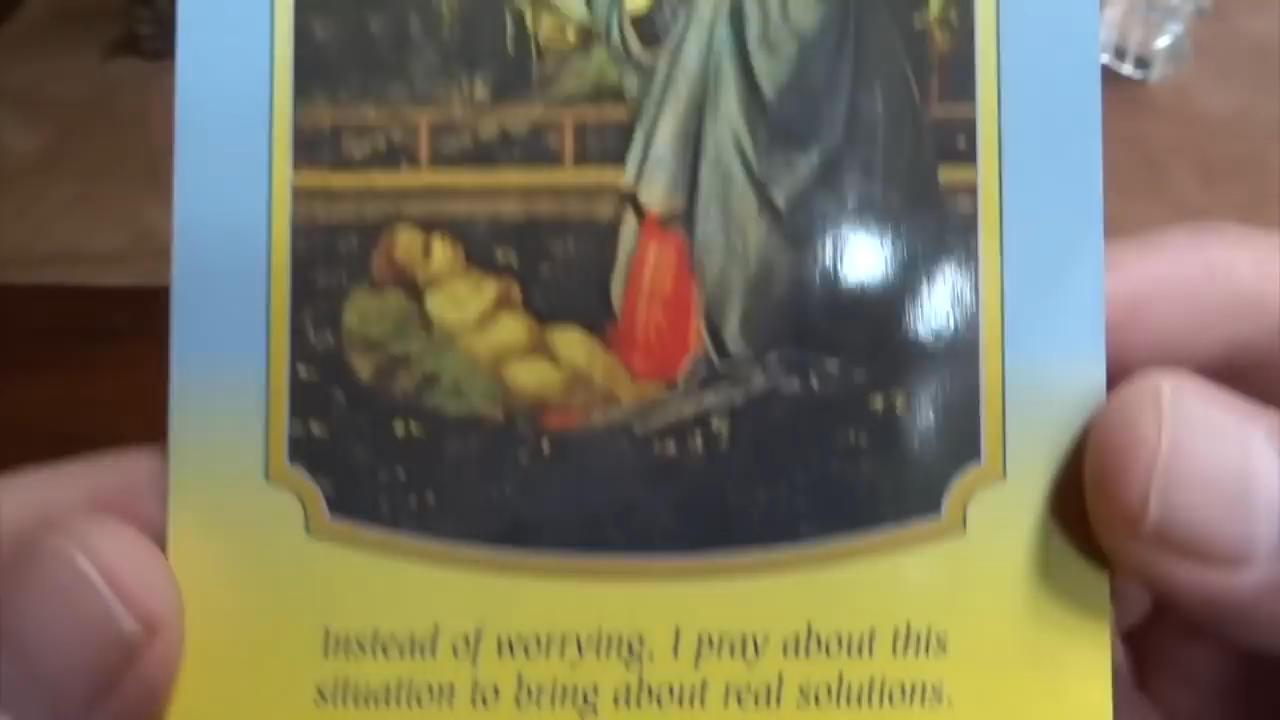 Instead of worrying, I pray about this
situation to bring about real solutions.